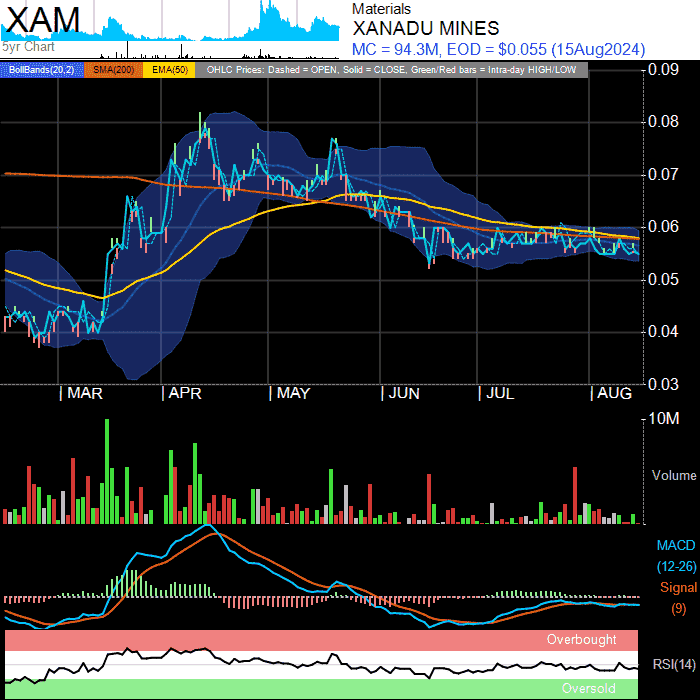 XAM
5yr Chart
Materials
XANADU MINES
MC = 94.3M, EOD = $0.055 (15Aug2024)
BollBands(20,2) SMA(200) EMA(50) OHLC Prices: Dashed = OPEN, Solid = CLOSE, Green/Red bars = Intra-day HIGH/LOW
0.09
0.08
0.07
0.06
0.05
0.04
0.03
| MAR | APR | MAY | JUN | JUL | AUG
10M
Volume
MACD
(12-26)
Signal
(9)
Overbought
RSI(14)
Oversold